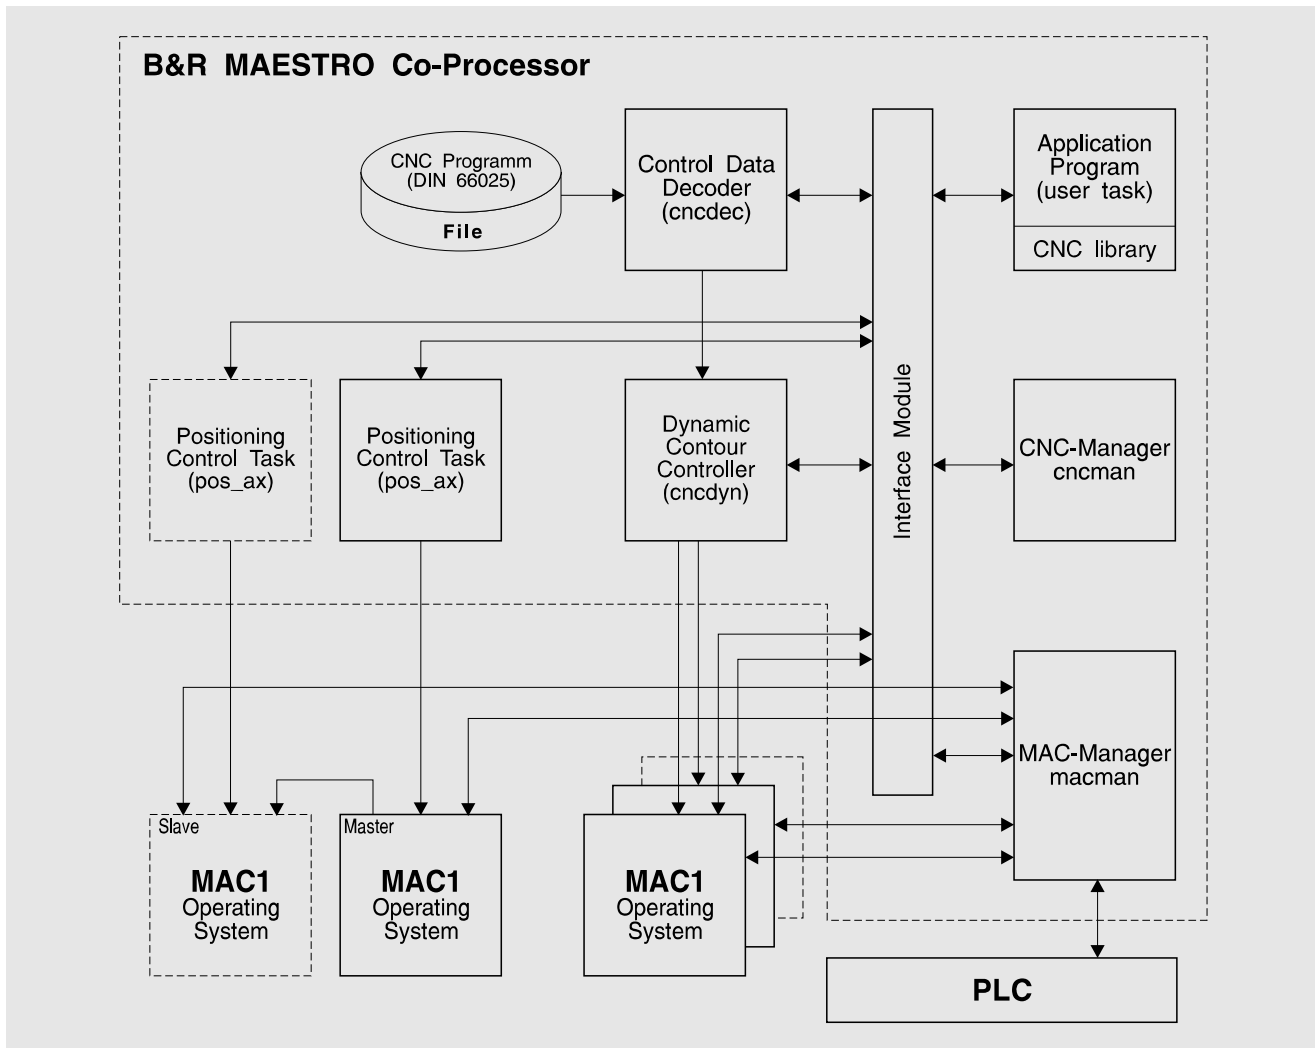 B&R MAESTRO Co-Processor
CNC Programm
(DIN 66025)
File
Control Data
Decoder
(cncdec)
Interface Module
Application
Program
(user task)
CNC library
Positioning
Control Task
(pos_ax)
Positioning
Control Task
(pos_ax)
Dynamic
Contour
Controller
(cncdyn)
CNC-Manager
cncman
MAC-Manager
macman
Slave
MAC1
Operating
System
Master
MAC1
Operating
System
MAC1
Operating
System
PLC